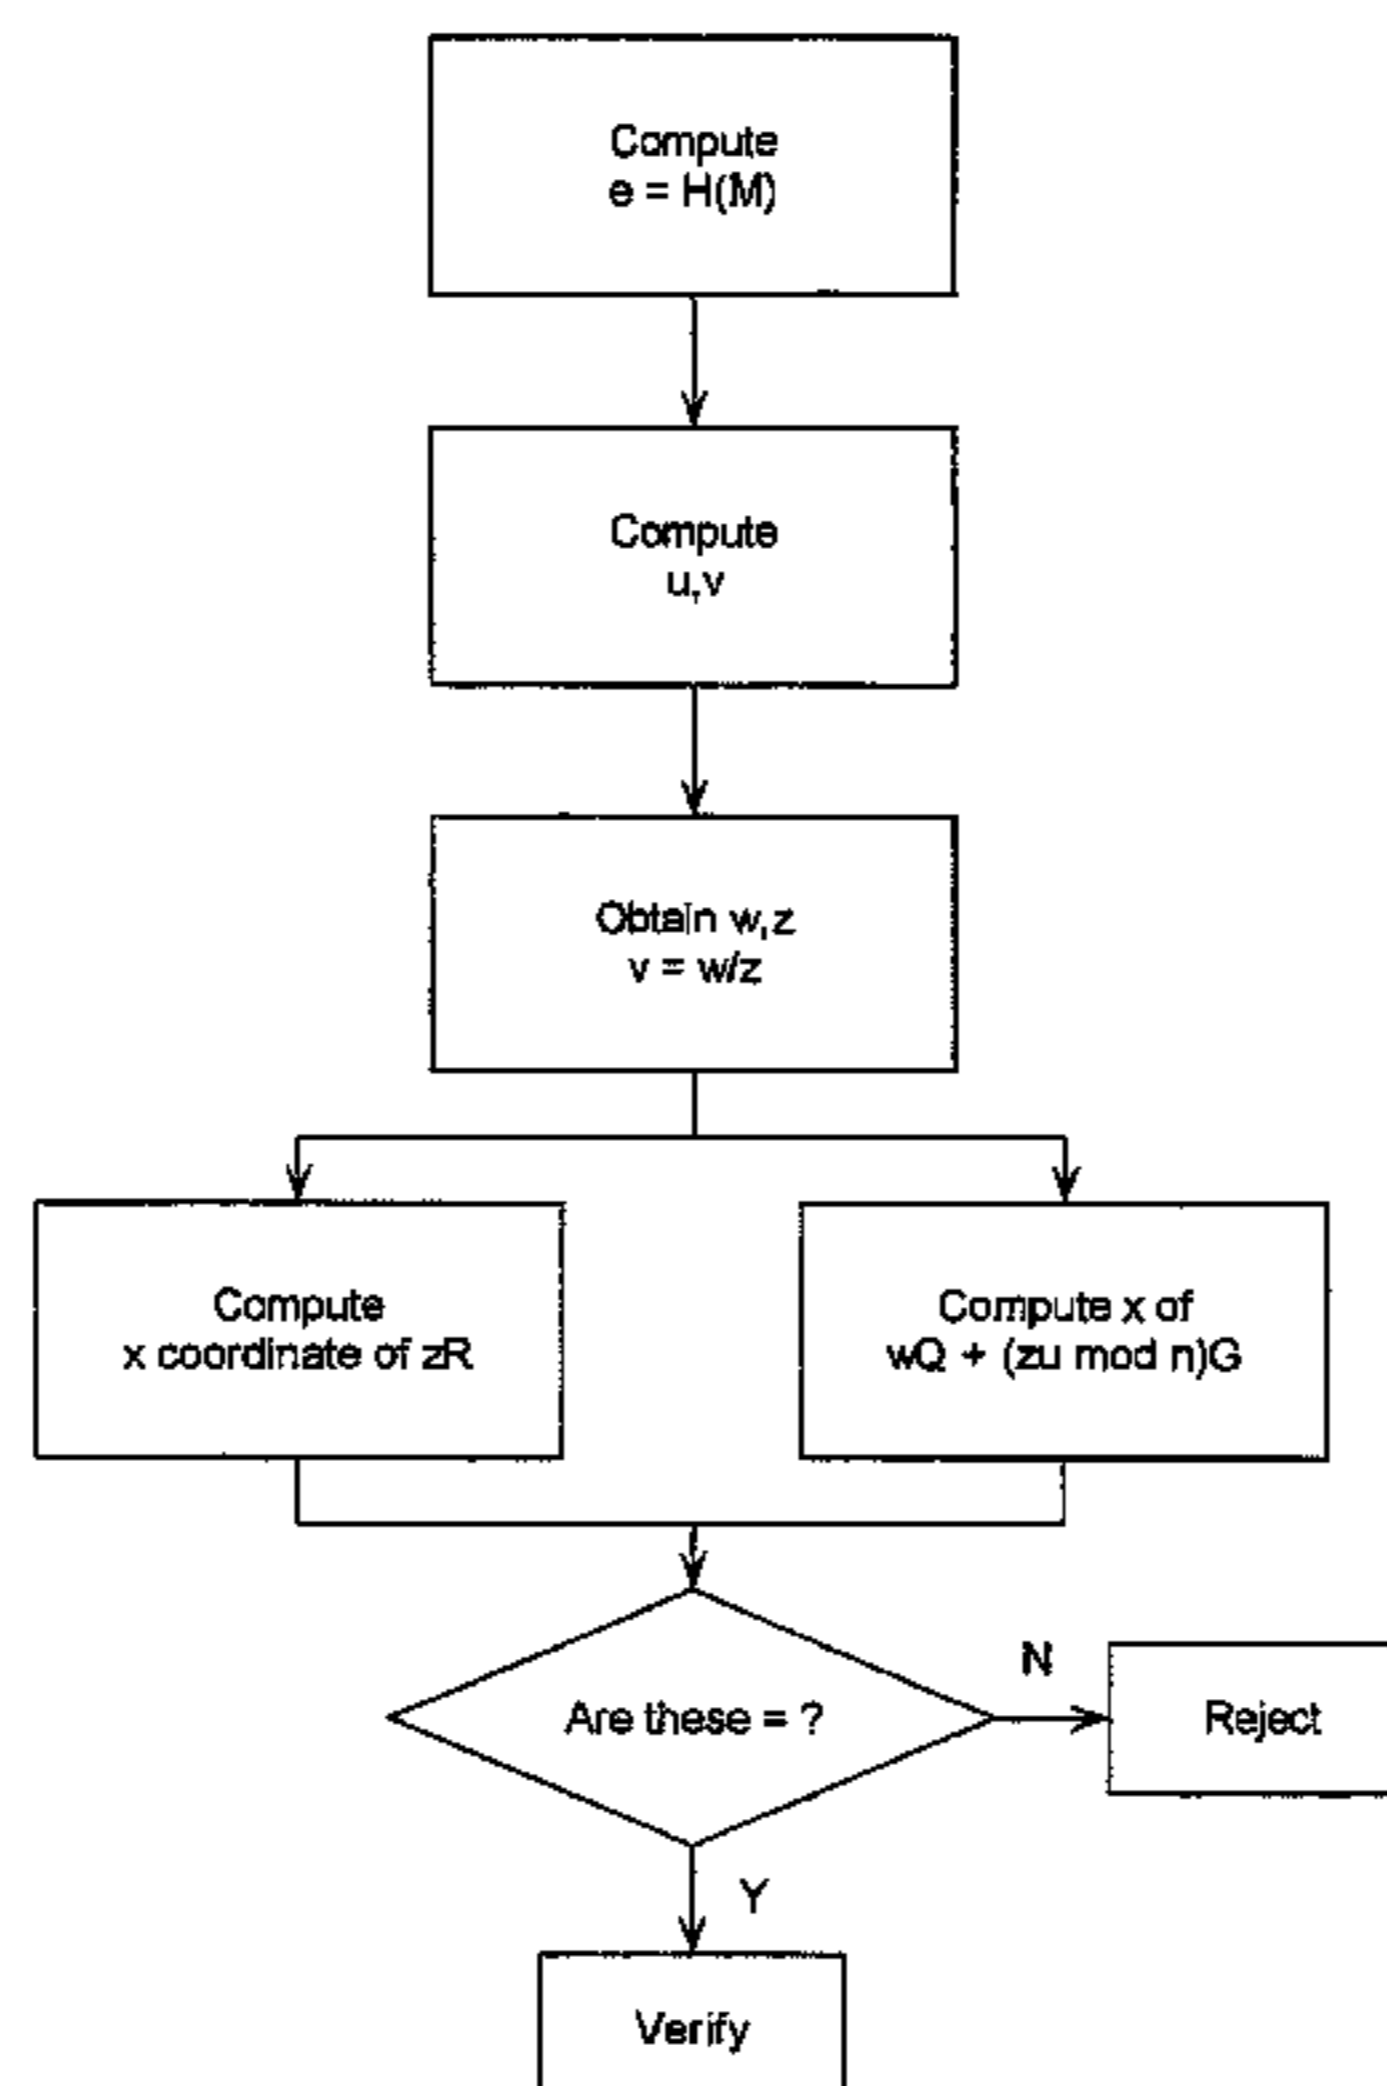 Compute
e = H(M)
Compute
u,v
Obtain w,z
v = w/z
Compute
x coordinate of zR
Compute x of
wQ + (zu mod n)G
Are these = ?
N
Reject
Y
Verify